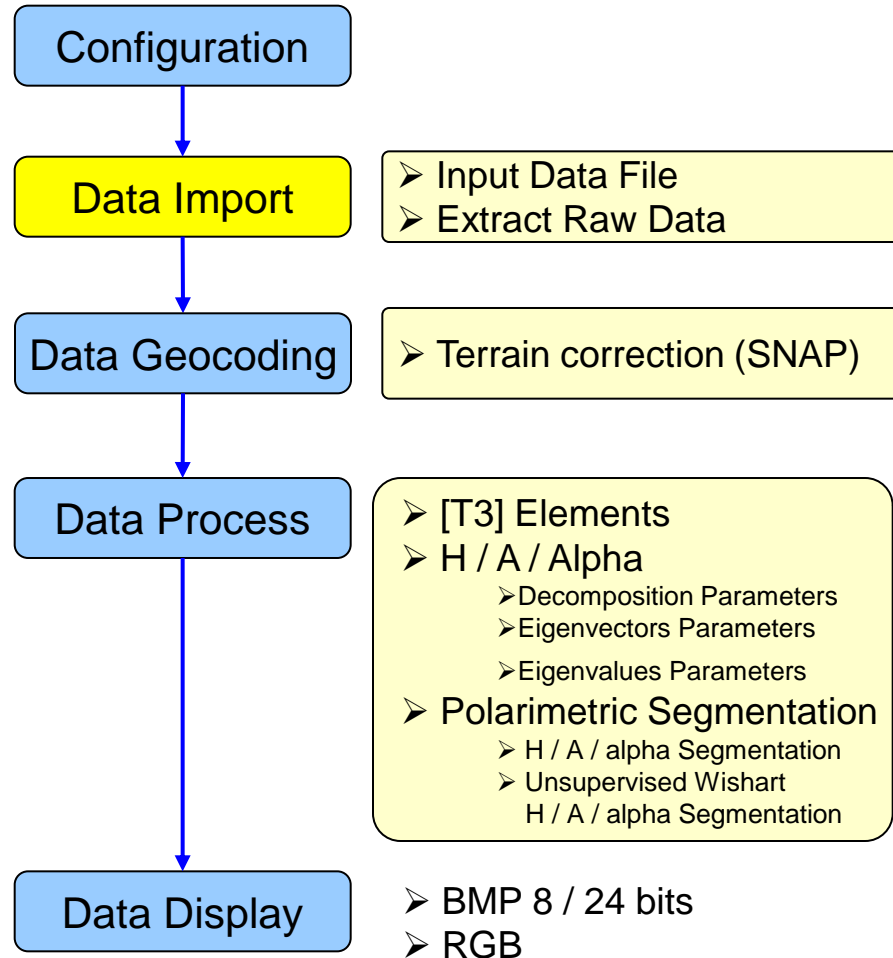 Configuration
Data Import
➢ Input Data File
➢ Extract Raw Data
Data Geocoding
➢ Terrain correction (SNAP)
Data Process
➢ [T3] Elements
➢ H / A / Alpha
➢Decomposition Parameters
➢Eigenvectors Parameters
➢Eigenvalues Parameters
➢ Polarimetric Segmentation
➢ H / A / alpha Segmentation
➢ Unsupervised Wishart
H / A / alpha Segmentation
Data Display
➢ BMP 8 / 24 bits
➢ RGB